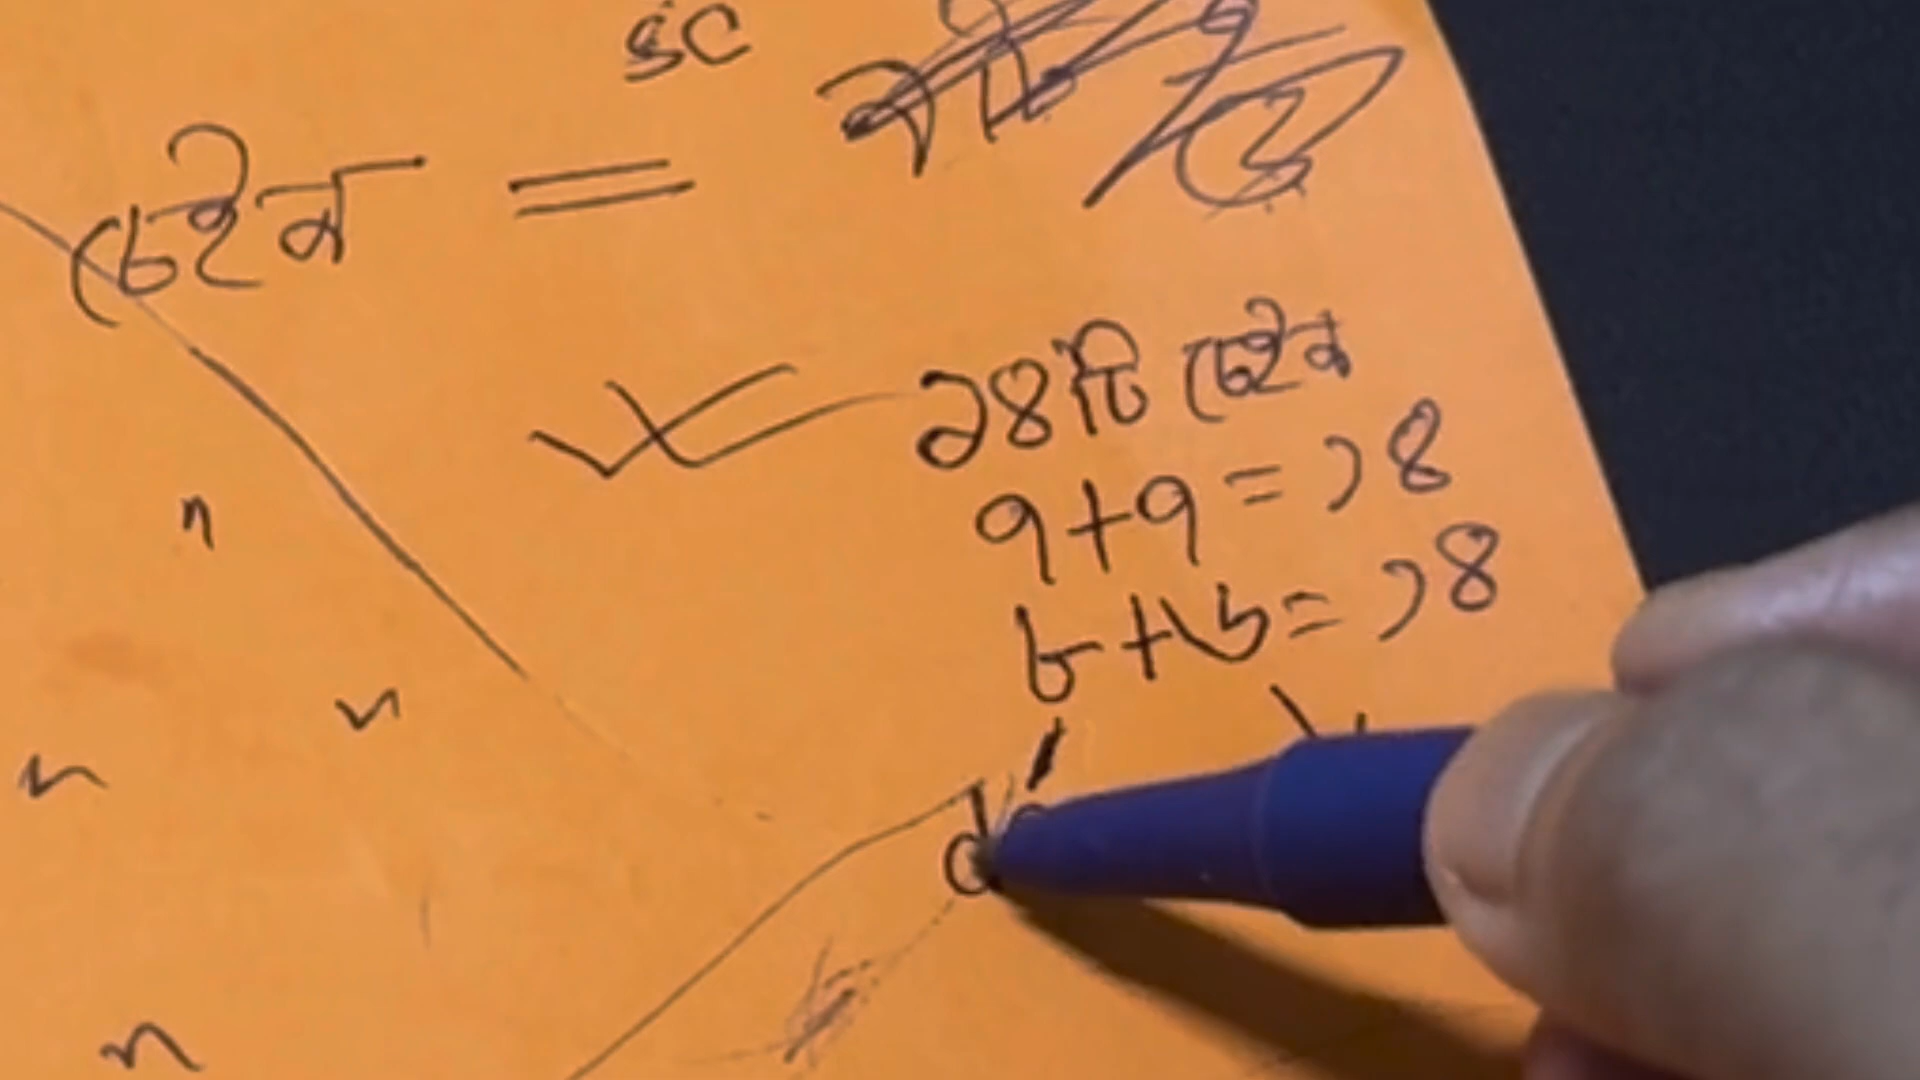 sc
চেইন =
১৪টি চেইন
৭+৭=১৪
৮+৬=১৪
n
n
n
n
d